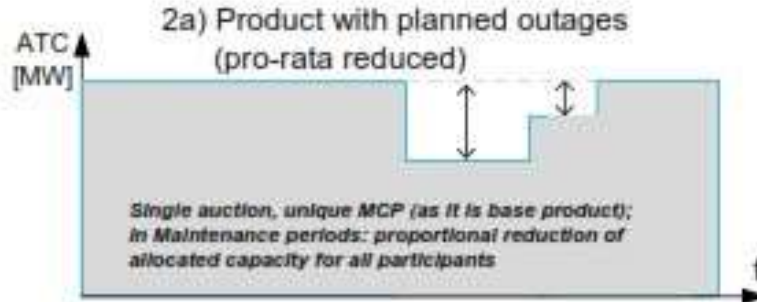 2a) Product with planned outages
(pro-rata reduced)
ATC
[MW]
Single auction, unique MCP (as it is base product);
in Maintenance periods: proportional reduction of
allocated capacity for all participants
t